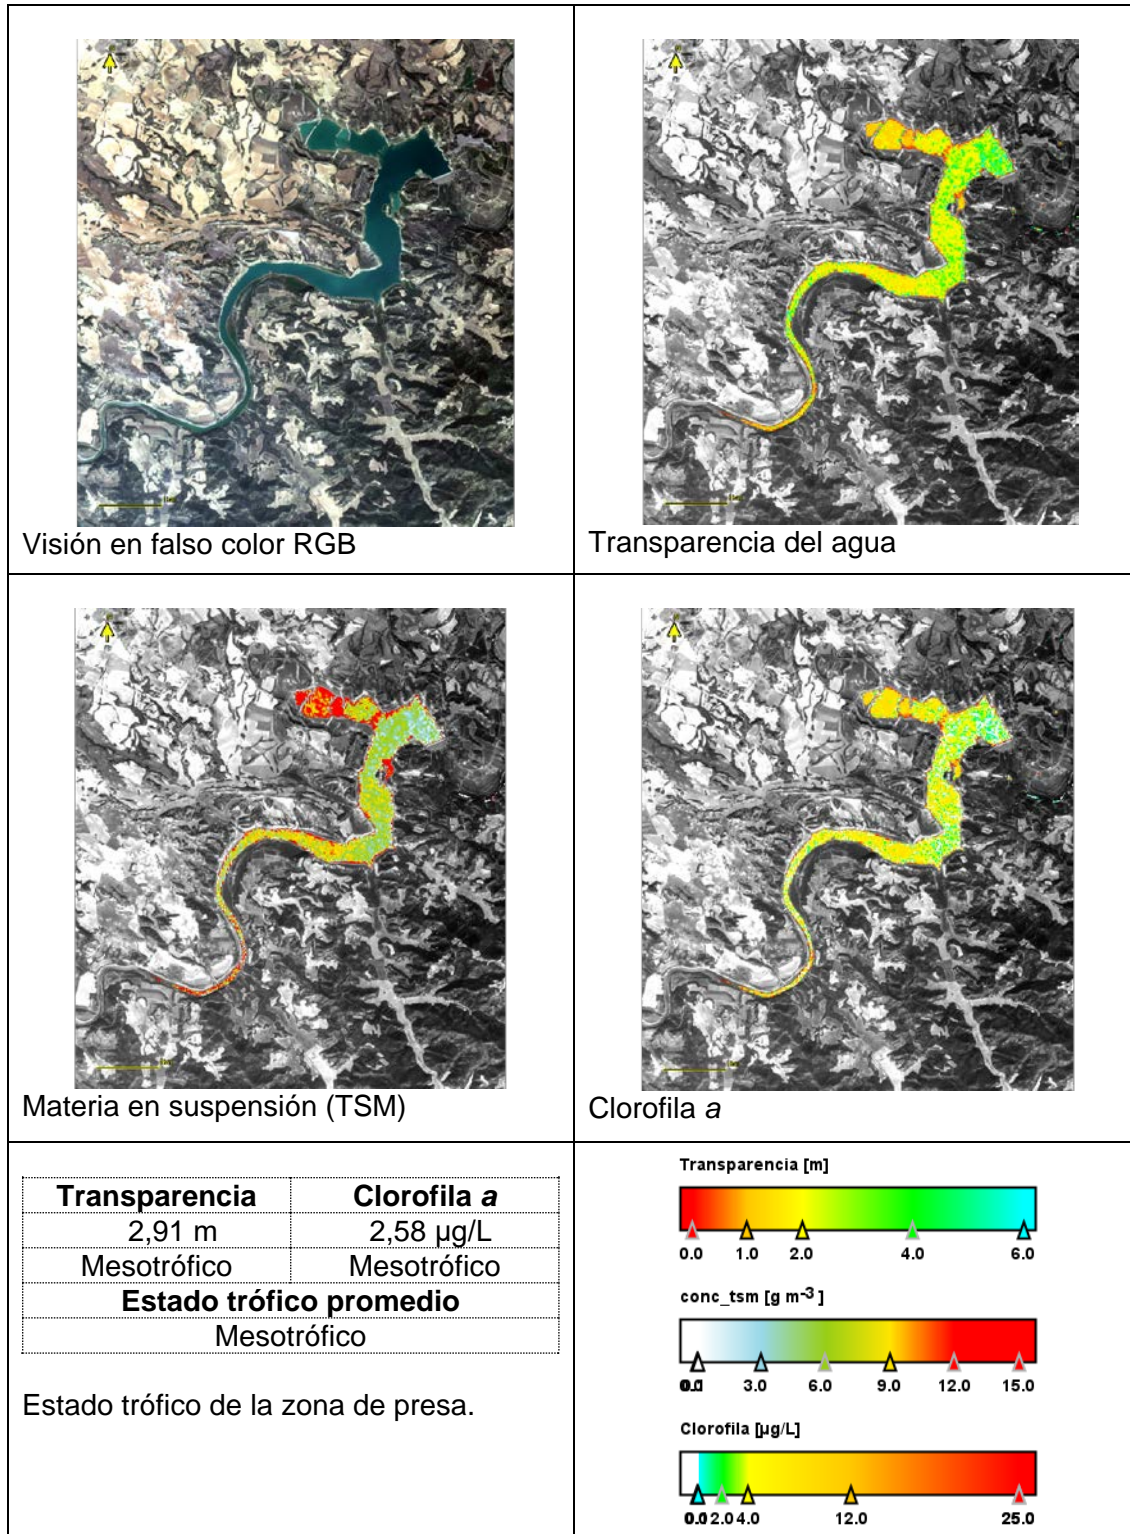 Visión en falso color RGB
Transparencia del agua
Materia en suspensión (TSM)
Clorofila a
Transparencia Clorofila a
2,91 m 2,58 µg/L
Mesotrófico Mesotrófico
Estado trófico promedio
Mesotrófico
Estado trófico de la zona de presa.
Transparencia [m]
0.0 1.0 2.0 4.0 6.0
conc_tsm [g m-3]
3.0 6.0 9.0 12.0 15.0
Clorofila [µg/L]
2.0 4.0 12.0 25.0